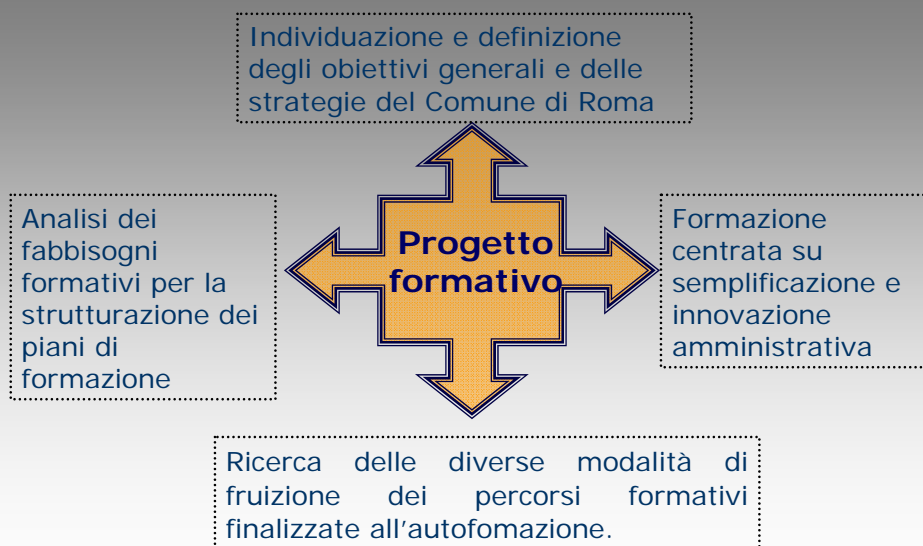 Individuazione e definizione
degli obiettivi generali e delle
strategie del Comune di Roma
Analisi dei
fabbisogni
formativi per la
strutturazione dei
piani di
formazione
Progetto
formativo
Formazione
centrata su
semplificazione e
innovazione
amministrativa
Ricerca delle diverse modalità di
fruizione dei percorsi formativi
finalizzate all'autofomazione.